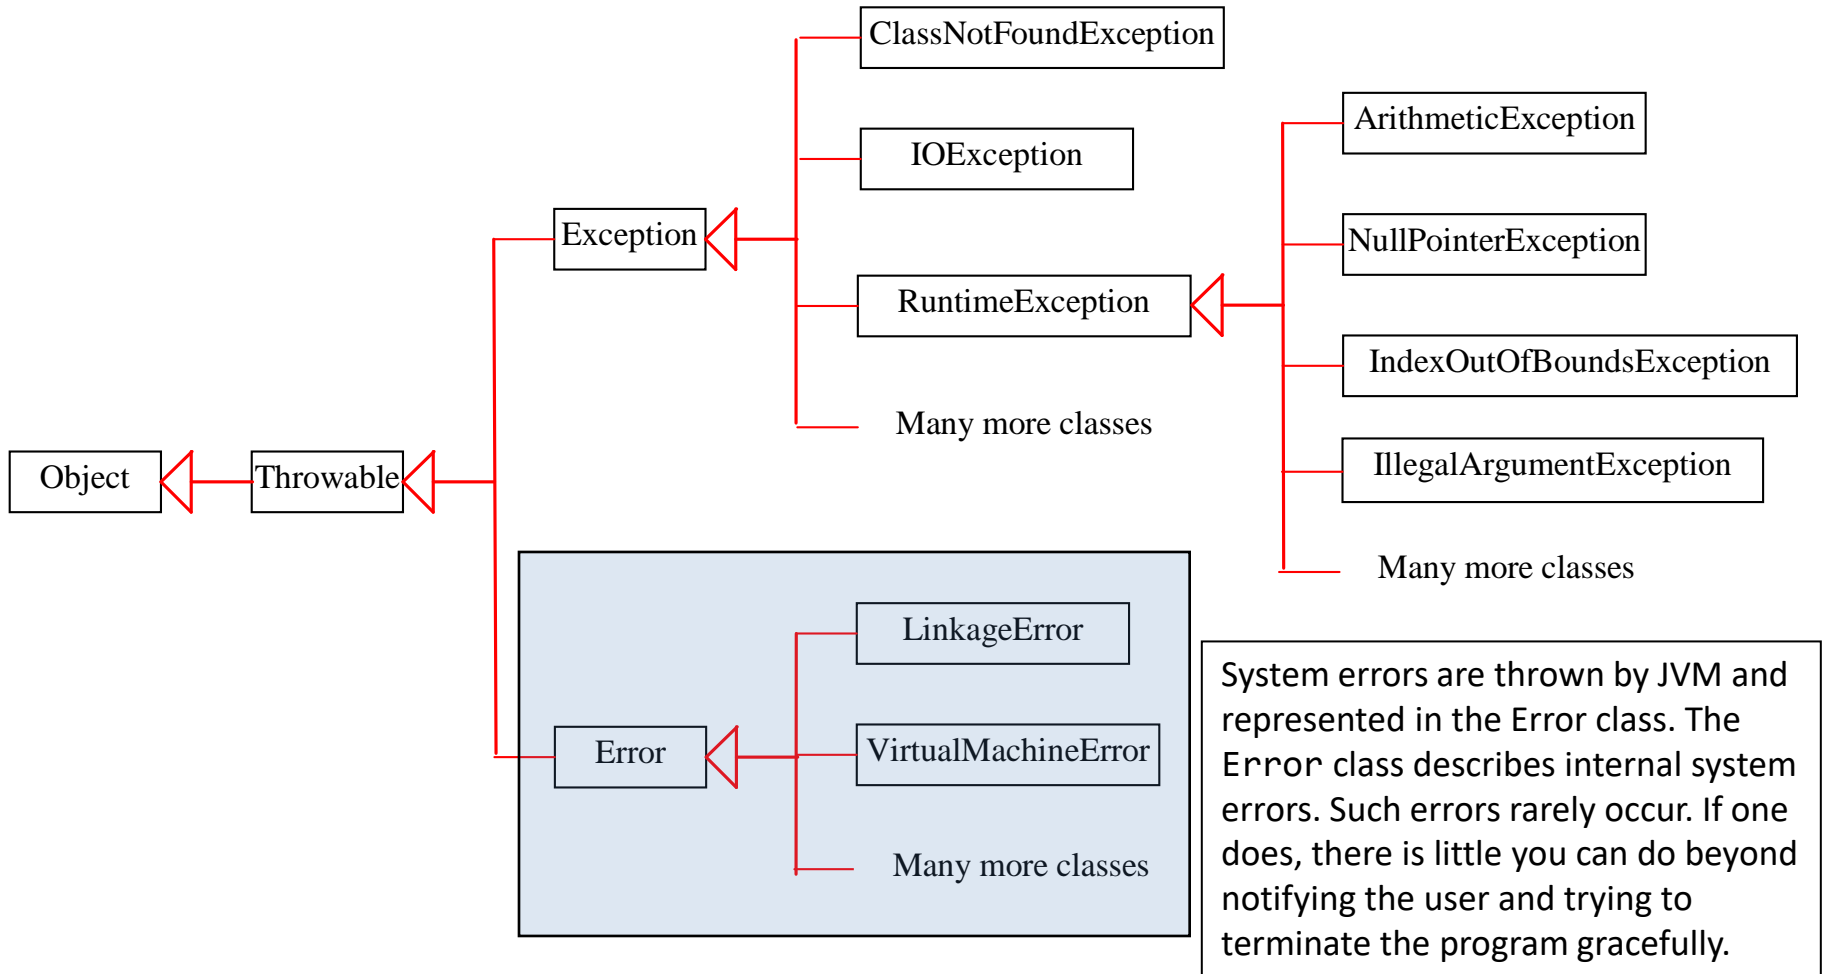 ClassNotFoundException
ArithmeticException
IOException
NullPointerException
Exception
RuntimeException
IndexOutOfBoundsException
Many more classes
IllegalArgumentException
Object
Throwable
Many more classes
LinkageError
Error
VirtualMachineError
Many more classes
System errors are thrown by JVM and
represented in the Error class. The
Error class describes internal system
errors. Such errors rarely occur. If one
does, there is little you can do beyond
notifying the user and trying to
terminate the program gracefully.